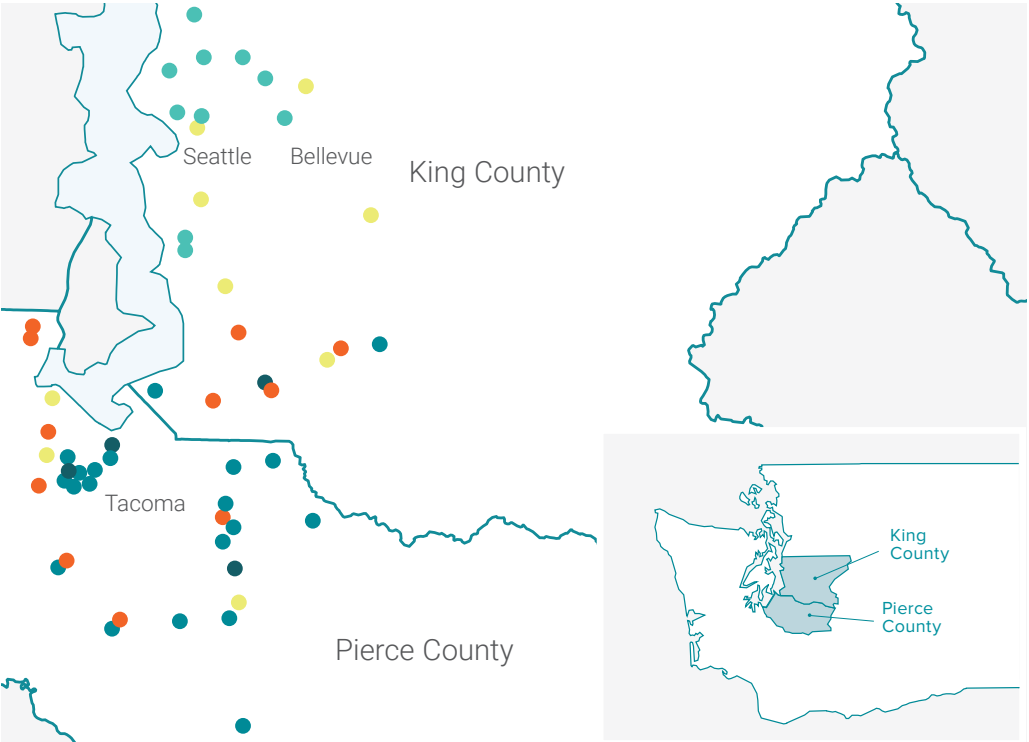 Seattle
Bellevue
King County
Tacoma
Pierce County
King
County
Pierce
County